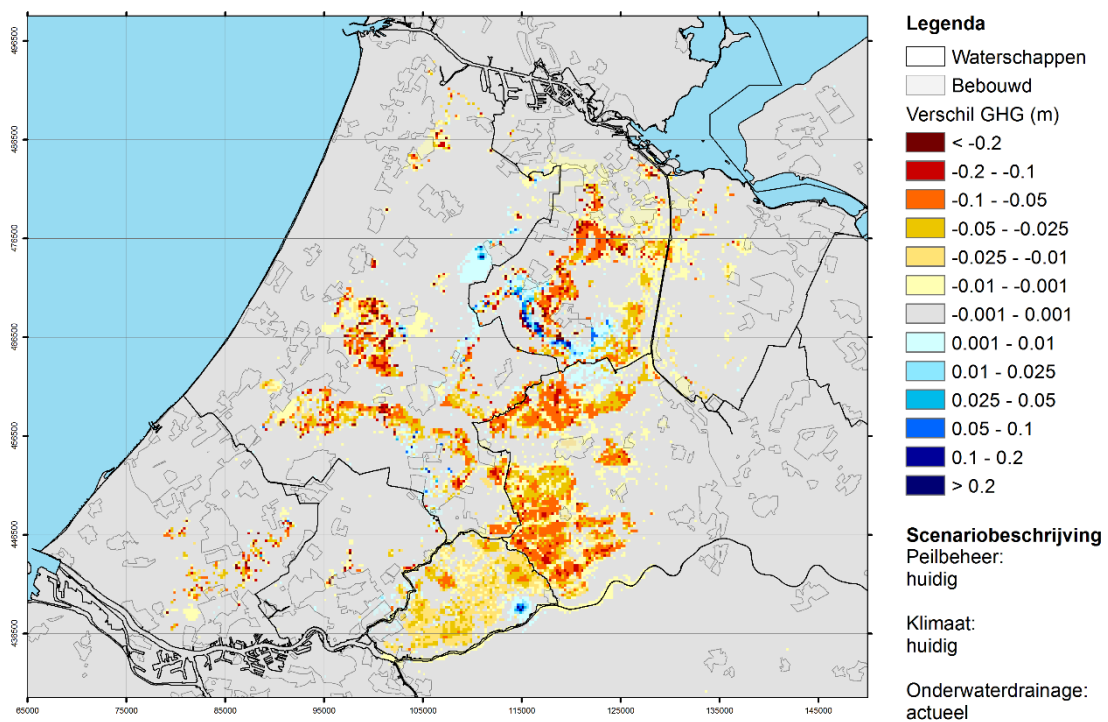 496500
486500
476500
466500
466500
446500
436500
65000
75000
85000
95000
105000
115000
125000
135000
145000
Legenda
Waterschappen
Bebouwd
Verschil GHG (m)
< -0.2
-0.2 - -0.1
-0.1 - -0.05
-0.05 - -0.025
-0.025 - -0.01
-0.01 - -0.001
-0.001 - 0.001
0.001 - 0.01
0.01 - 0.025
0.025 - 0.05
0.05 - 0.1
0.1 - 0.2
> 0.2
Scenariobeschrijving
Peilbeheer:
huidig
Klimaat:
huidig
Onderwaterdrainage:
actueel